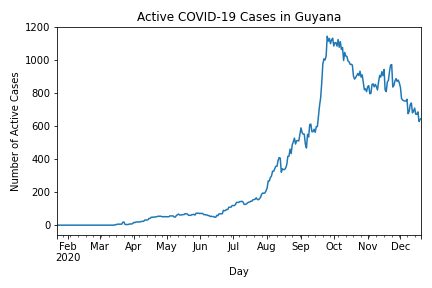 Active COVID-19 Cases in Guyana
Number of Active Cases
1200
1000
800
600
400
200
0
Feb Mar Apr May Jun Jul Aug Sep Oct Nov Dec
2020
Day